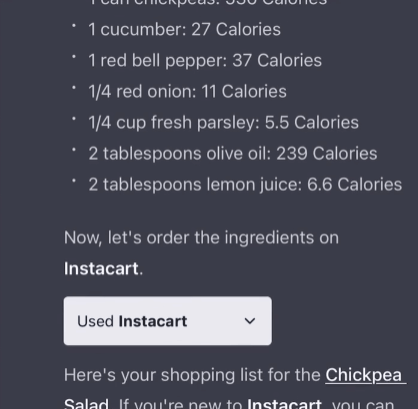 1 can chickpeas: 330 Calories
1 cucumber: 27 Calories
1 red bell pepper: 37 Calories
1/4 red onion: 11 Calories
1/4 cup fresh parsley: 5.5 Calories
2 tablespoons olive oil: 239 Calories
2 tablespoons lemon juice: 6.6 Calories
Now, let's order the ingredients on
Instacart.
Used Instacart
Here's your shopping list for the Chickpea
Salad. If you're new to Instacart, you can